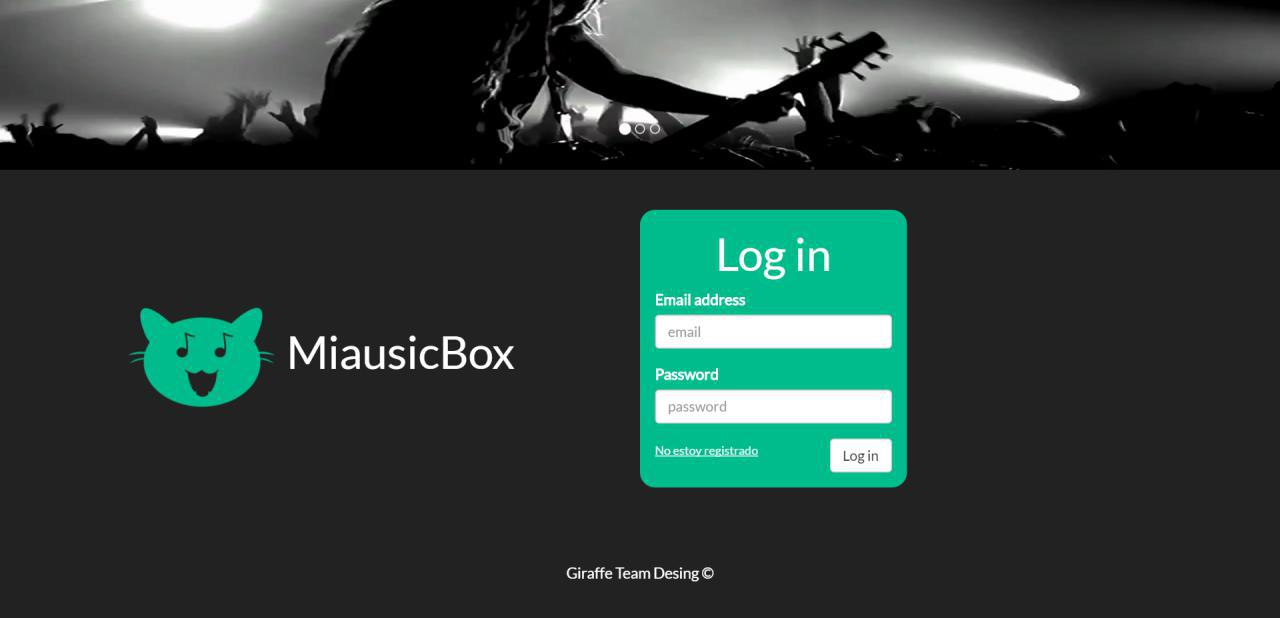 Log in
Email address
email
MiausicBox
Password
password
No estoy registrado
Log in
Giraffe Team Desing ©